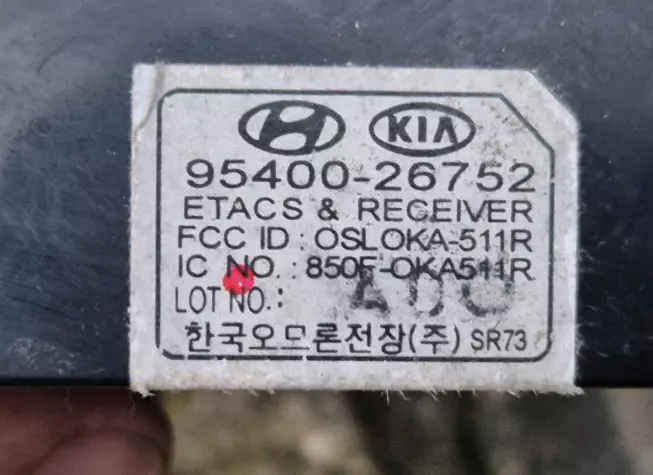 KIA
95400-26752
ETACS & RECEIVER
FCC ID : OSLOKA-511R
IC NO. : 850F-OKA511R
LOT NO. :
한국오므론전장(주) SR73